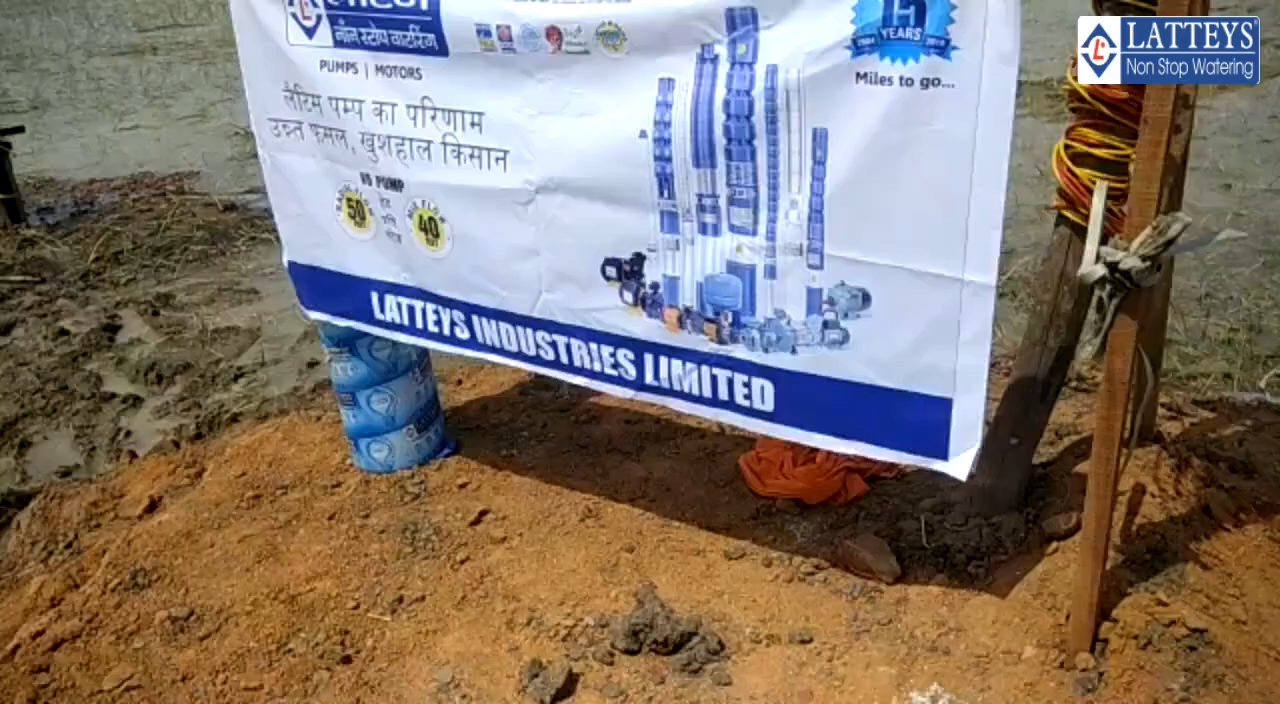 LATTEYS
Non Stop Watering
नॉन स्टोप वाटरिंग
PUMPS | MOTORS
YEARS
Miles to go...
लैटिस पम्प का परिणाम
उन्नत फसल, खुशहाल किसान
V6 PUMP
50
40
LATTEYS INDUSTRIES LIMITED